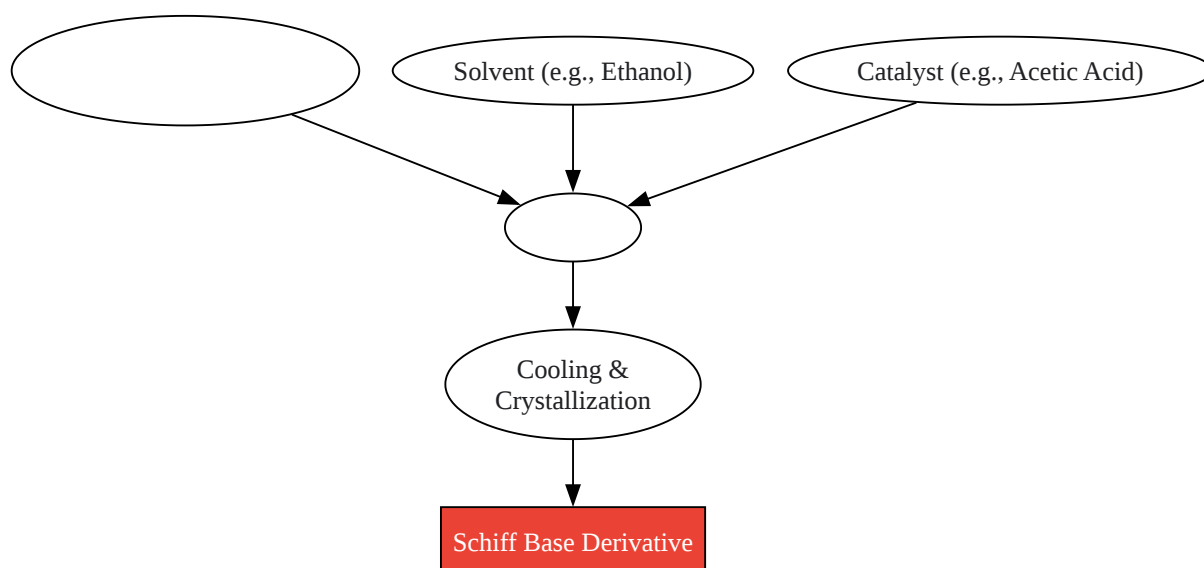 Solvent (e.g., Ethanol)
Catalyst (e.g., Acetic Acid)
Cooling &
Crystallization
Schiff Base Derivative